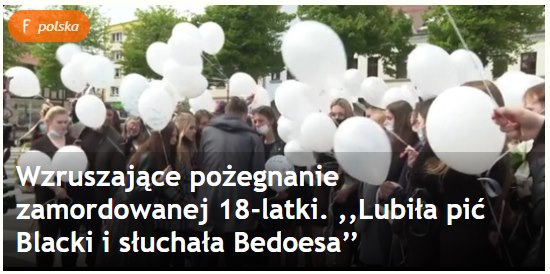 F polska
Wzruszające pożegnanie
zamordowanej 18-latki. ,,Lubiła pić
Blacki i słuchała Bedoesa’’